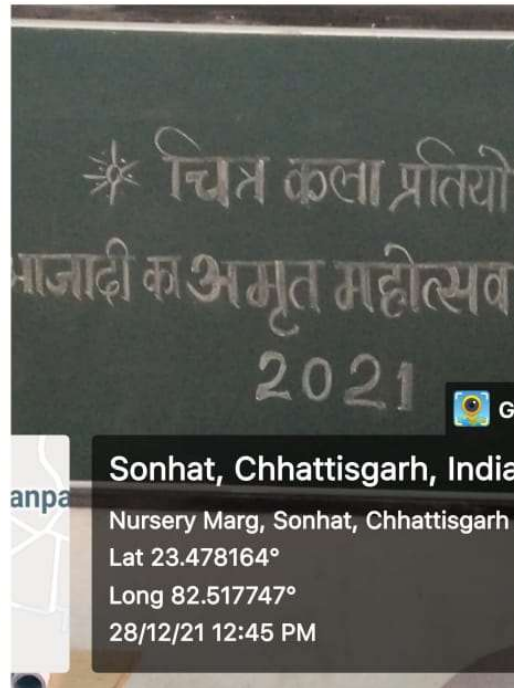 चित्र कला प्रतियो
आजादी का अमृत महोत्सव
2021
G
Sonhat, Chhattisgarh, India
anpa
Nursery Marg, Sonhat, Chhattisgarh
Lat 23.478164°
Long 82.517747°
28/12/21 12:45 PM